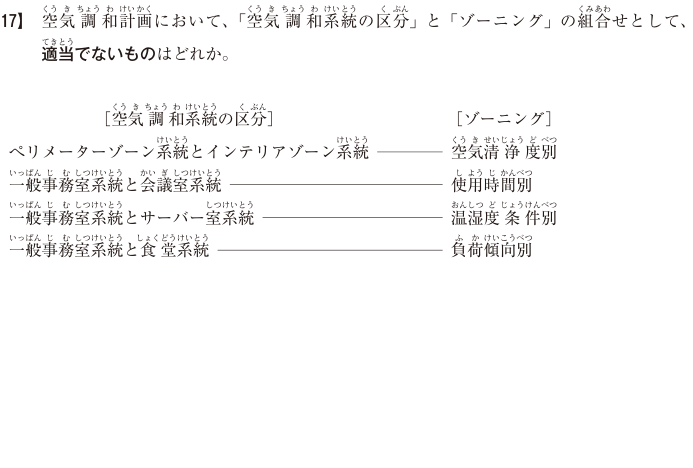 17】 空気調和計画において、「空気調和系統の区分」と「ゾーニング」の組合せとして、
適当でないものはどれか。
[空気調和系統の区分] [ゾーニング]
ペリメーターゾーン系統とインテリアゾーン系統 ―――― 空気清浄度別
一般事務室系統と会議室系統 ―――― 使用時間別
一般事務室系統とサーバー室系統 ―――― 温湿度条件別
一般事務室系統と食堂系統 ―――― 負荷傾向別